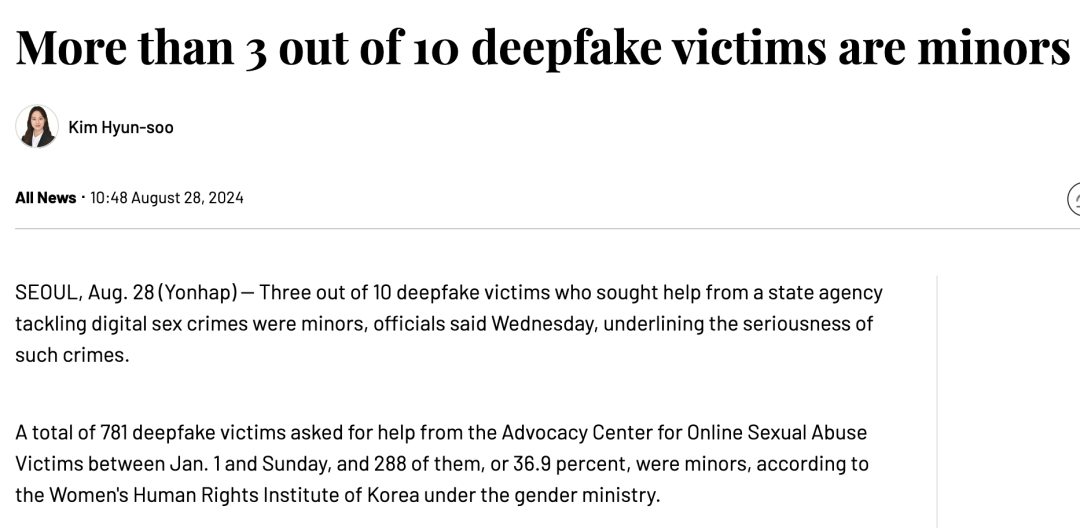 More than 3 out of 10 deepfake victims are minors
Kim Hyun-soo
All News · 10:48 August 28, 2024
SEOUL, Aug. 28 (Yonhap) — Three out of 10 deepfake victims who sought help from a state agency
tackling digital sex crimes were minors, officials said Wednesday, underlining the seriousness of
such crimes.
A total of 781 deepfake victims asked for help from the Advocacy Center for Online Sexual Abuse
Victims between Jan. 1 and Sunday, and 288 of them, or 36.9 percent, were minors, according to
the Women's Human Rights Institute of Korea under the gender ministry.